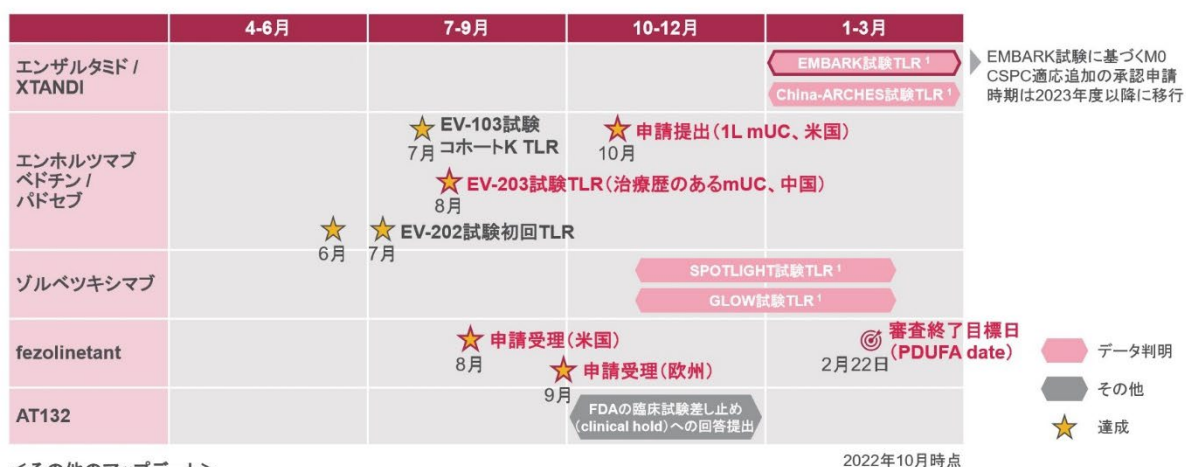 4-6月
7-9月
10-12月
1-3月
エンザルタミド /
XTANDI
EMBARK試験TLR 1
China-ARCHES試験TLR 1
EMBARK試験に基づくM0
CSPC適応追加の承認申請
時期は2023年度以降に移行
エンホルツマブ
ベドチン /
パドセブ
EV-103試験
コホートK TLR
7月
申請提出(1L mUC、米国)
10月
EV-203試験TLR(治療歴のあるmUC、中国)
8月
EV-202試験初回TLR
6月
7月
ゾルベツキシマブ
SPOTLIGHT試験TLR 1
GLOW試験TLR 1
fezolinetant
申請受理(米国)
8月
申請受理(欧州)
9月
審査終了目標日
(PDUFA date)
2月22日
AT132
FDAの臨床試験差し止め
(clinical hold)への回答提出
データ判明
その他
達成
2022年10月時点
<その他のアップデート>